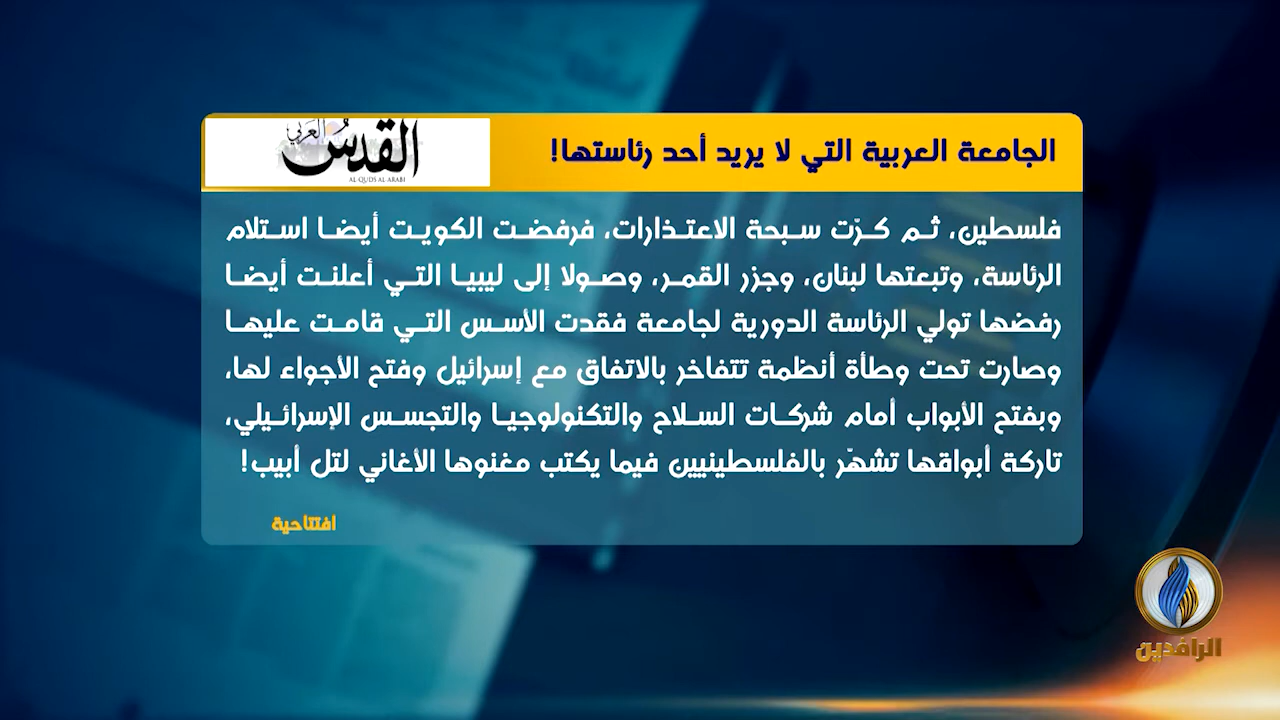 الجامعة العربية التي لا يريد أحد رئاستها!
القدس العربي
AL-QUDS AL-ARABI
فلسطين، ثم كرّت سبحة الاعتذارات، فرفضت الكويت أيضا استلام
الرئاسة، وتبعتها لبنان، وجزر القمر، وصولا إلى ليبيا التي أعلنت أيضا
رفضها تولي الرئاسة الدورية لجامعة فقدت الأسس التي قامت عليها
وصارت تحت وطأة أنظمة تتفاخر بالاتفاق مع إسرائيل وفتح الأجواء لها،
وبفتح الأبواب أمام شركات السلاح والتكنولوجيا والتجسس الإسرائيلي،
تاركة أبواقها تشهّر بالفلسطينيين فيما يكتب مغنوها الأغاني لتل أبيب!
افتتاحية
الرافدين